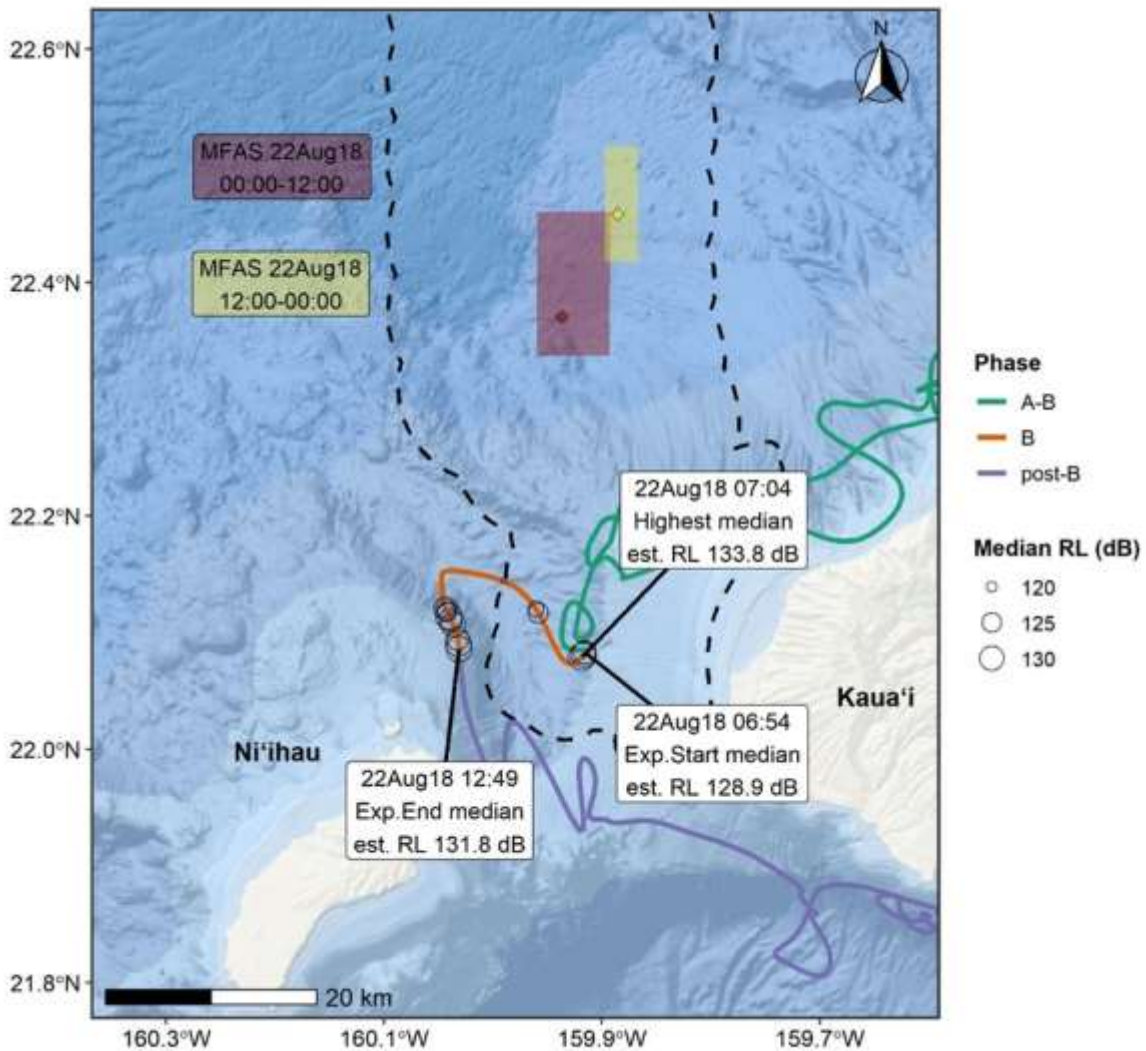 22.6°N
22.4°N
22.2°N
22.0°N
21.8°N
N
MFAS 22Aug18
00:00-12:00
MFAS 22Aug18
12:00-00:00
22Aug18 07:04
Highest median
est. RL 133.8 dB
22Aug18 06:54
Exp.Start median
est. RL 128.9 dB
22Aug18 12:49
Exp.End median
est. RL 131.8 dB
Kauaʻi
Niʻihau
20 km
160.3°W
160.1°W
159.9°W
159.7°W
Phase
A-B
B
post-B
Median RL (dB)
120
125
130